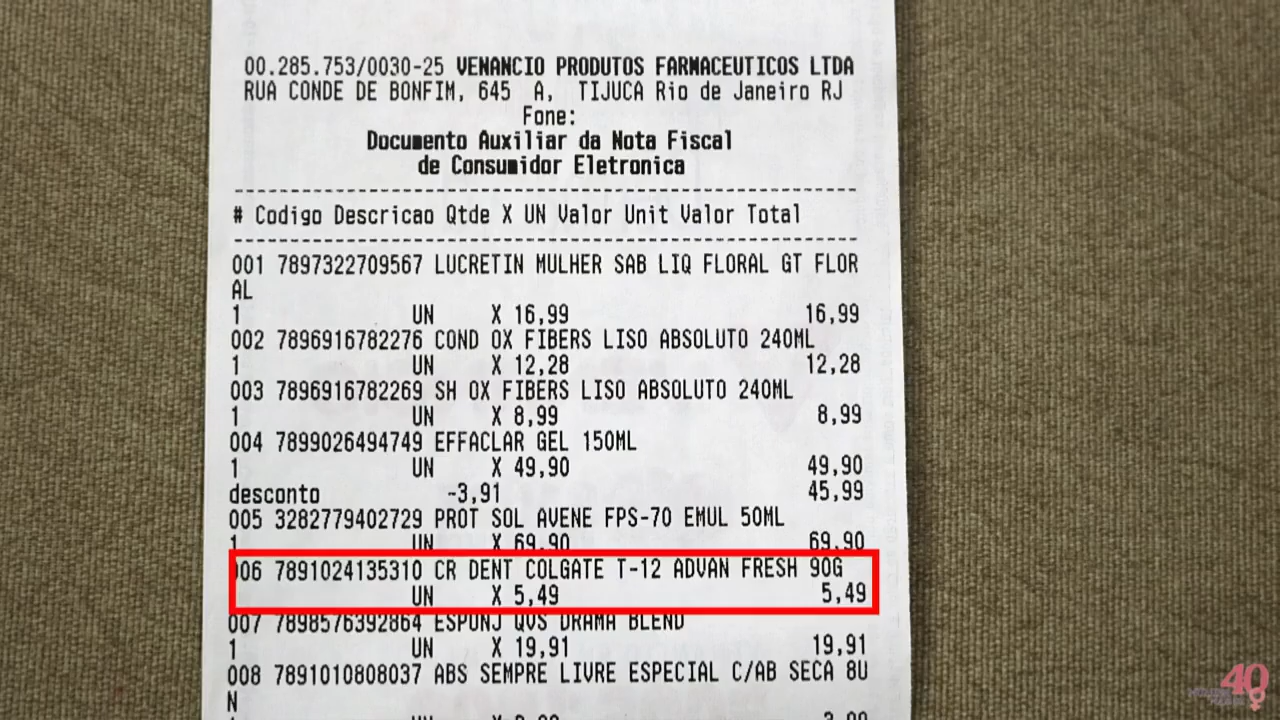 00.285.753/0030-25 VENANCIO PRODUTOS FARMACEUTICOS LTDA
RUA CONDE DE BONFIM, 645 A, TIJUCA Rio de Janeiro RJ
Fone:
Documento Auxiliar da Nota Fiscal
de Consumidor Eletronica
# Codigo Descricao Qtde X UN Valor Unit Valor Total
001 7897322709567 LUCRETIN MULHER SAB LIQ FLORAL GT FLOR
AL
1 UN X 16,99 16,99
002 7896916782276 COND OX FIBERS LISO ABSOLUTO 240ML
1 UN X 12,28 12,28
003 7896916782269 SH OX FIBERS LISO ABSOLUTO 240ML
1 UN X 8,99 8,99
004 7899026494749 EFFACLAR GEL 150ML
1 UN X 49,90 49,90
desconto -3,91 45,99
005 3282779402729 PROT SOL AVENE FPS-70 EMUL 50ML
1 UN X 69,90 69,90
006 7891024135310 CR DENT COLGATE T-12 ADVAN FRESH 90G
UN X 5,49 5,49
007 7898576392864 ESPONJ QVS DRAMA BLEND
1 UN X 19,91 19,91
008 7891010808037 ABS SEMPRE LIVRE ESPECIAL C/AB SECA 8U
N
40